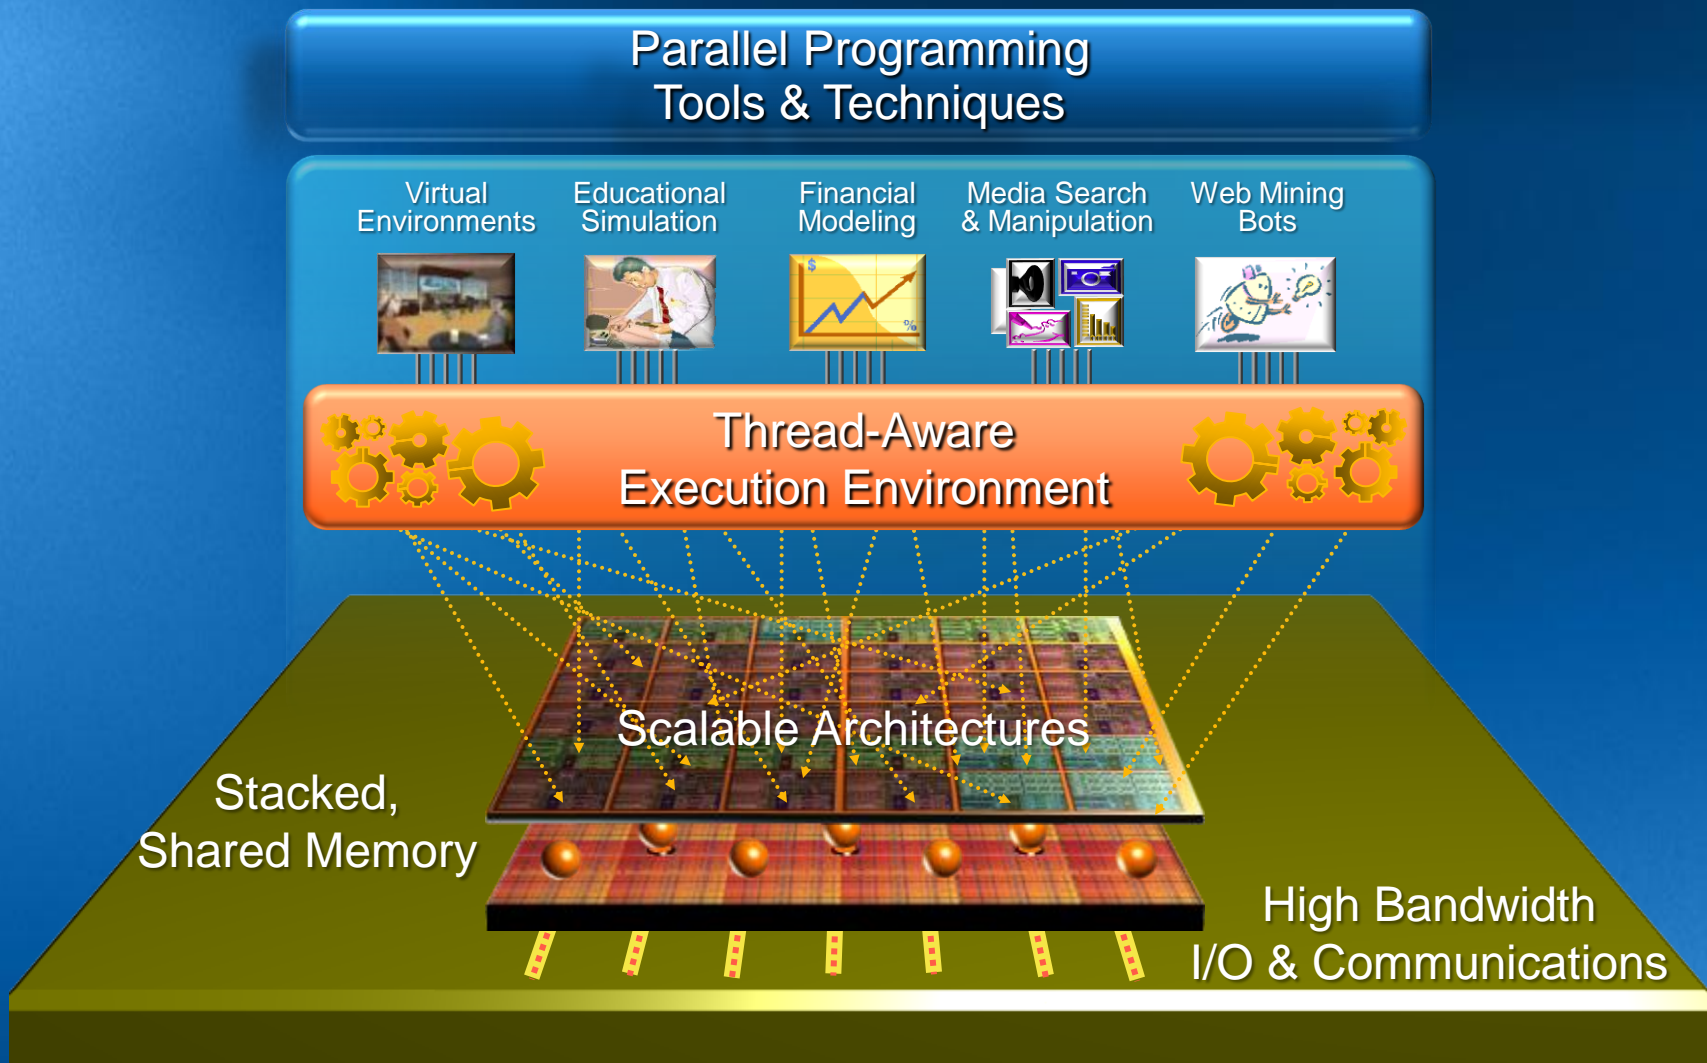 Parallel Programming
Tools & Techniques
Virtual
Environments
Educational
Simulation
Financial
Modeling
Media Search
& Manipulation
Web Mining
Bots
$
%
Thread-Aware
Execution Environment
Scalable Architectures
Stacked,
Shared Memory
High Bandwidth
I/O & Communications